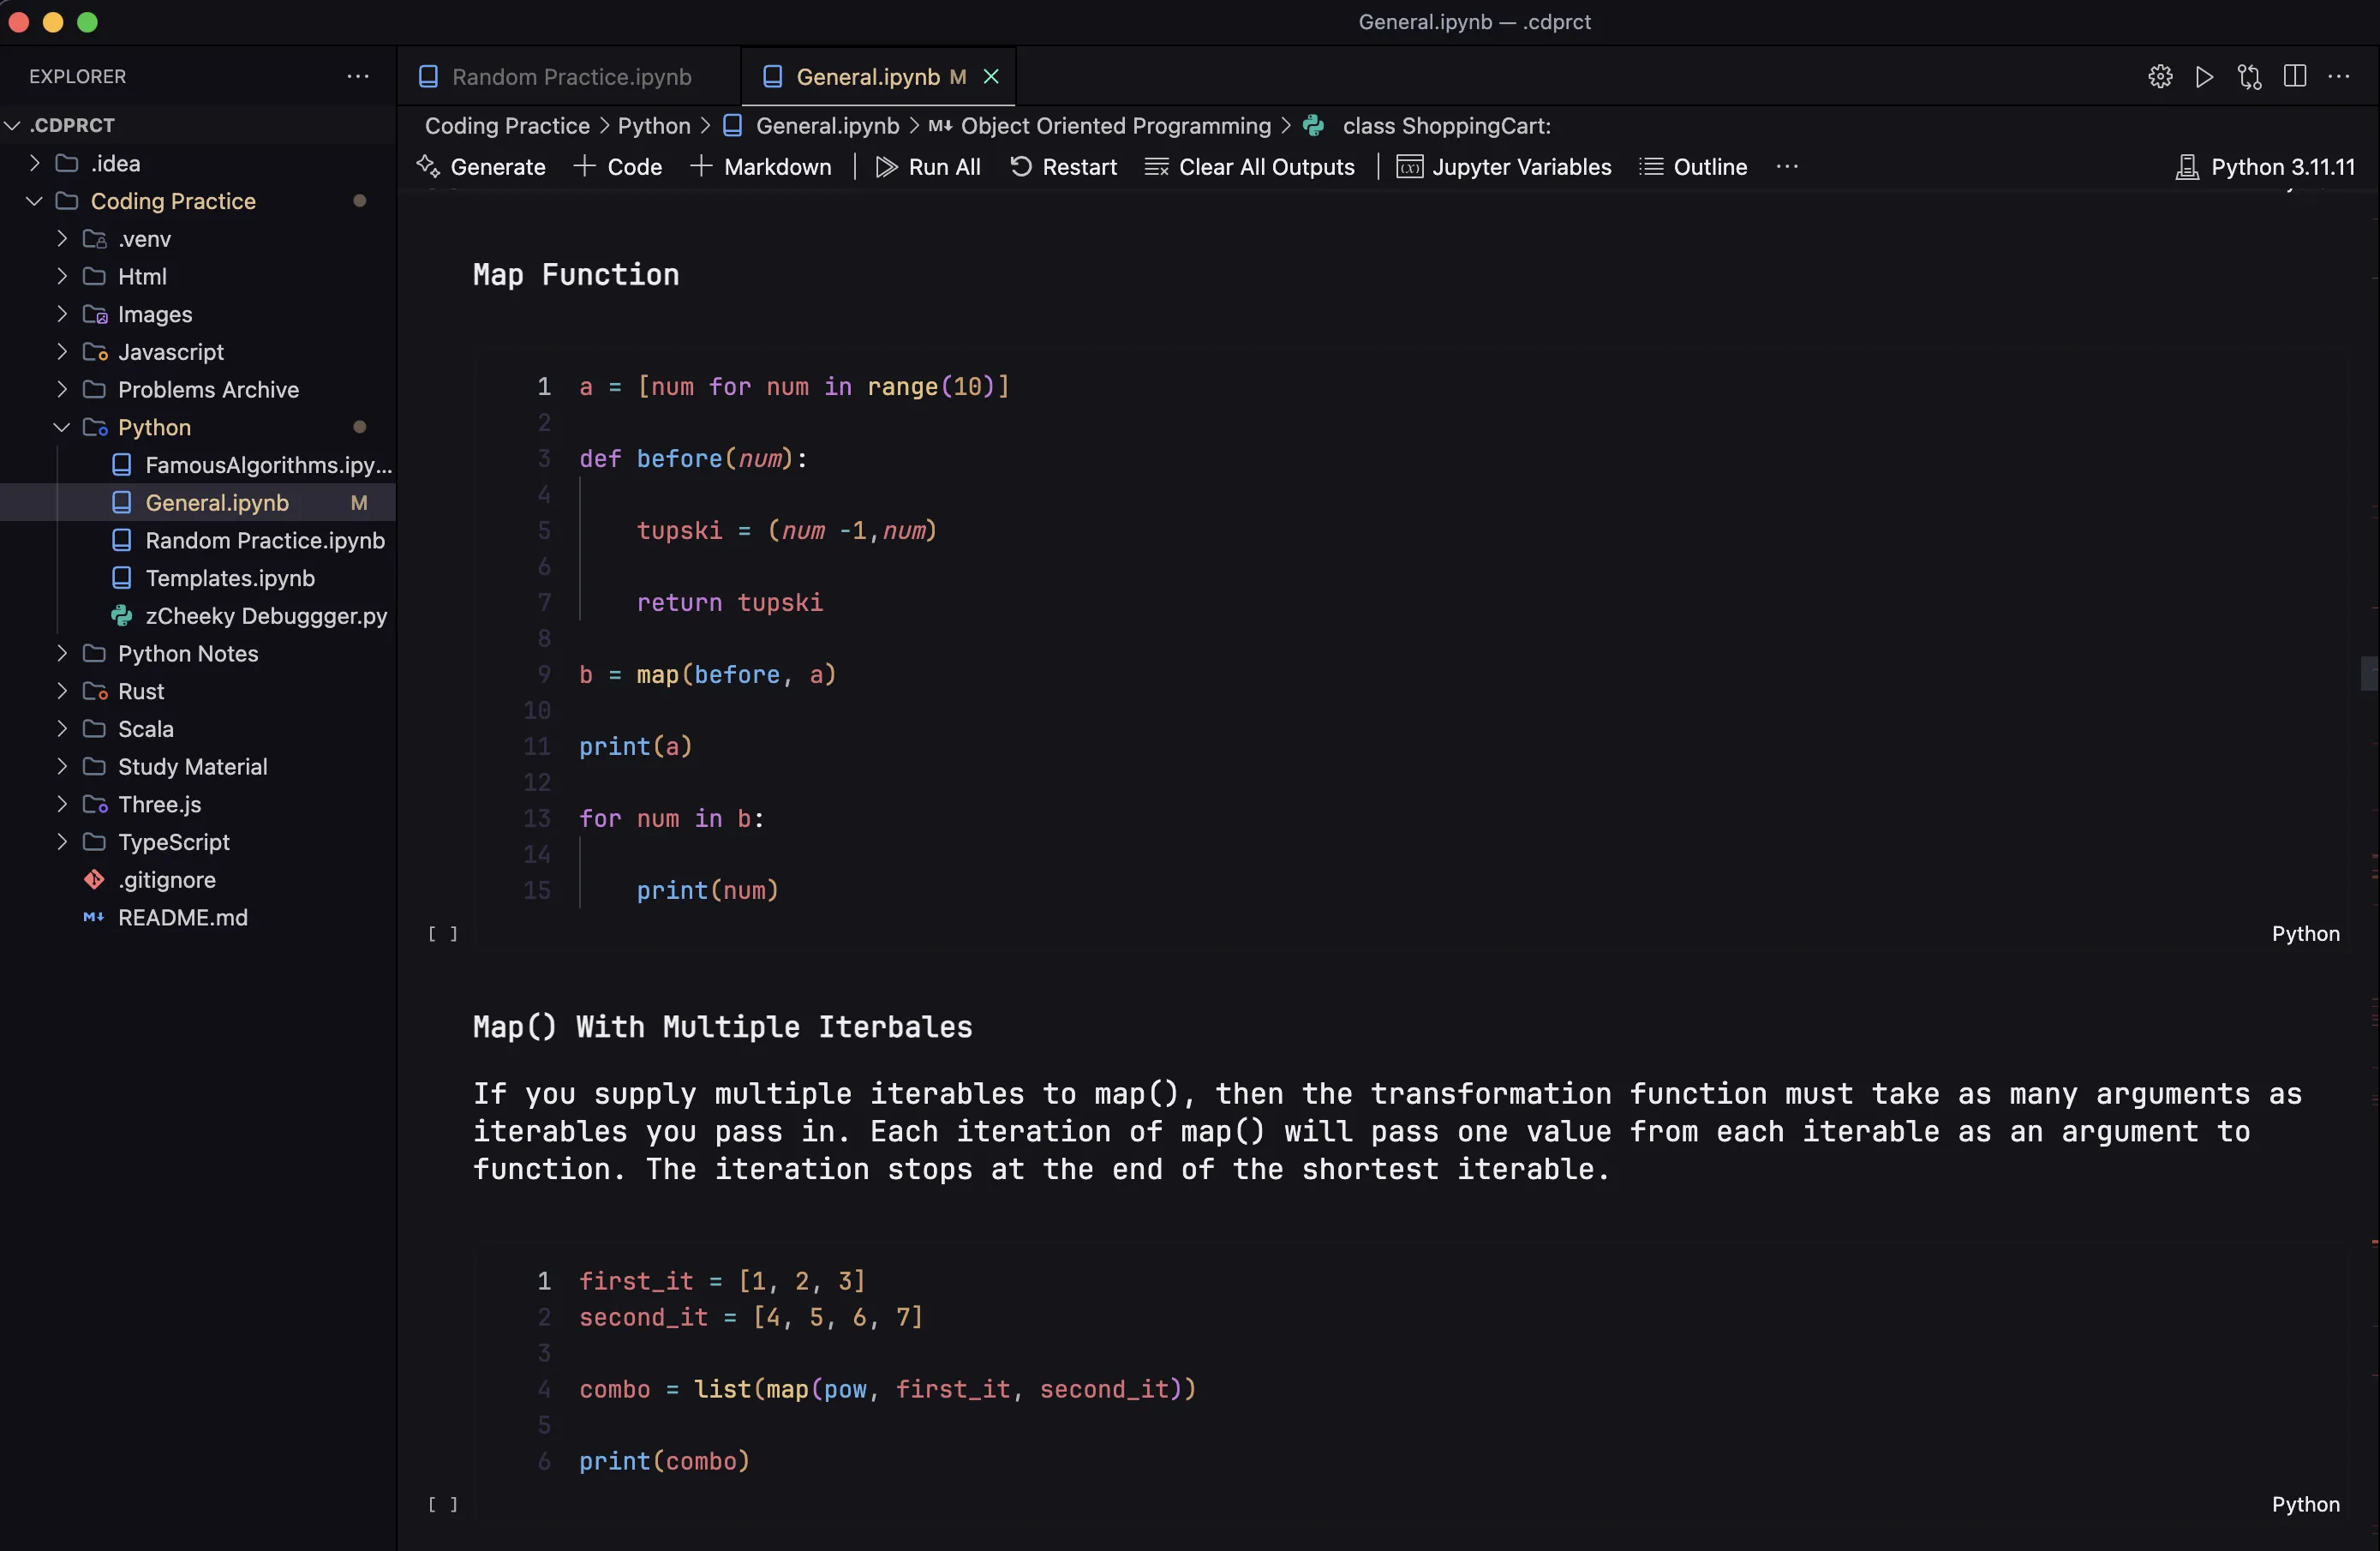 General.ipynb — .cdprct
EXPLORER
Random Practice.ipynb
General.ipynb M
.CDPRCT
.idea
Coding Practice
.venv
Html
Images
Javascript
Problems Archive
Python
FamousAlgorithms.ipy...
General.ipynb M
Random Practice.ipynb
Templates.ipynb
zCheeky Debuggger.py
Python Notes
Rust
Scala
Study Material
Three.js
TypeScript
.gitignore
README.md
Coding Practice > Python > General.ipynb > M↓ Object Oriented Programming > class ShoppingCart:
Generate + Code + Markdown | Run All Restart Clear All Outputs | Jupyter Variables Outline ... Python 3.11.11
Map Function
1 a = [num for num in range(10)]
2
3 def before(num):
4
5 tupski = (num -1,num)
6
7 return tupski
8
9 b = map(before, a)
10
11 print(a)
12
13 for num in b:
14
15 print(num)
[ ] Python
Map() With Multiple Iterbales
If you supply multiple iterables to map(), then the transformation function must take as many arguments as
iterables you pass in. Each iteration of map() will pass one value from each iterable as an argument to
function. The iteration stops at the end of the shortest iterable.
1 first_it = [1, 2, 3]
2 second_it = [4, 5, 6, 7]
3
4 combo = list(map(pow, first_it, second_it))
5
6 print(combo)
[ ] Python